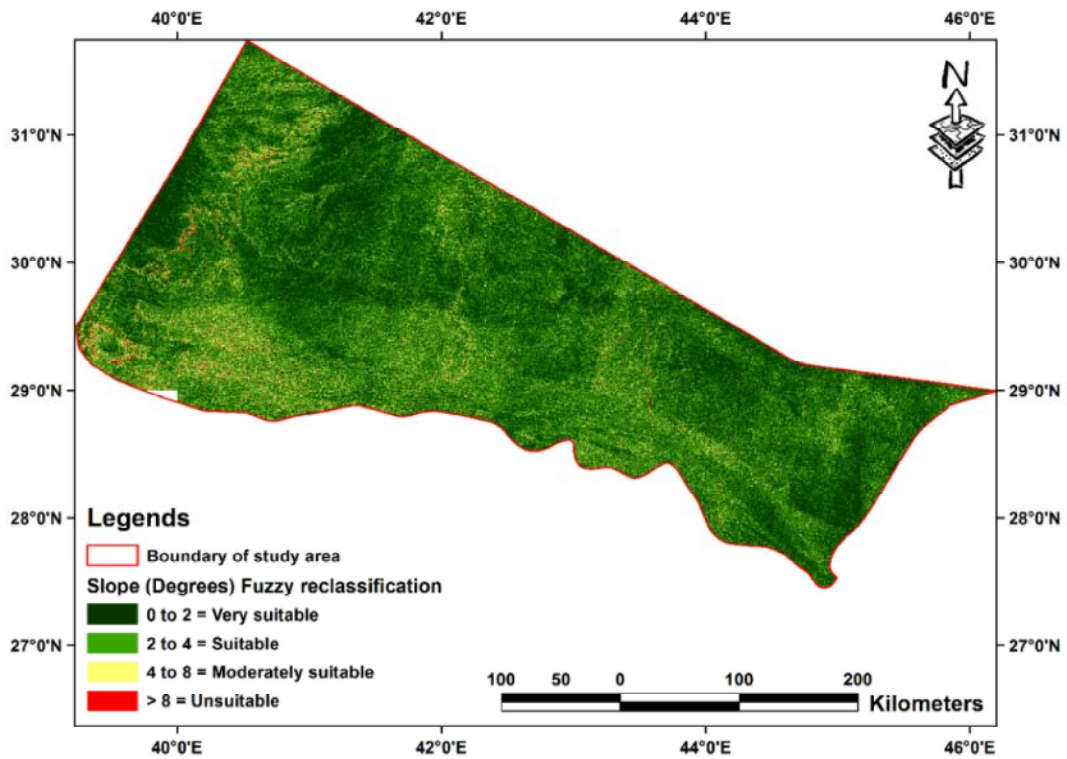 40°0'E 42°0'E 44°0'E 46°0'E
N
31°0'N 31°0'N
30°0'N 30°0'N
29°0'N 29°0'N
28°0'N 28°0'N
27°0'N 27°0'N
Legends
Boundary of study area
Slope (Degrees) Fuzzy reclassification
0 to 2 = Very suitable
2 to 4 = Suitable
4 to 8 = Moderately suitable
> 8 = Unsuitable
100 50 0 100 200
Kilometers
40°0'E 42°0'E 44°0'E 46°0'E